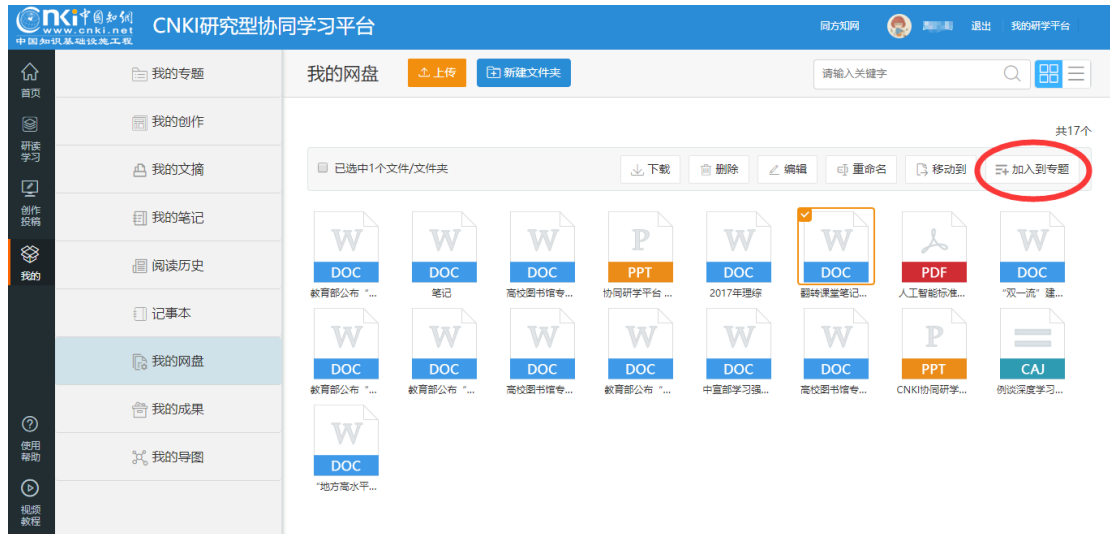 CNKI中国知网
www.cnki.net
中国知识基础设施工程
CNKI研究型协同学习平台
同方知网
退出
我的研学平台
首页
研读
学习
创作
投稿
我的
使用
帮助
视频
教程
我的专题
我的创作
我的文摘
我的笔记
阅读历史
记事本
我的网盘
我的成果
我的导图
我的网盘
上传
新建文件夹
请输入关键字
共17个
已选中1个文件/文件夹
下载
删除
编辑
重命名
移动到
加入到专题
W W W P W W W
DOC DOC DOC PPT DOC DOC PDF DOC
教育部公布“... 笔记 高校图书馆专... 协同研学平台 ... 2017年理综 翻转课堂笔记... 人工智能标准... “双一流”建...
W W W W W W P
DOC DOC DOC DOC DOC DOC PPT CAJ
教育部公布“... 教育部公布“... 高校图书馆专... 教育部公布“... 中宣部学习强... 高校图书馆专... CNKI协同研学... 例谈深度学习...
W
DOC
“地方高水平...